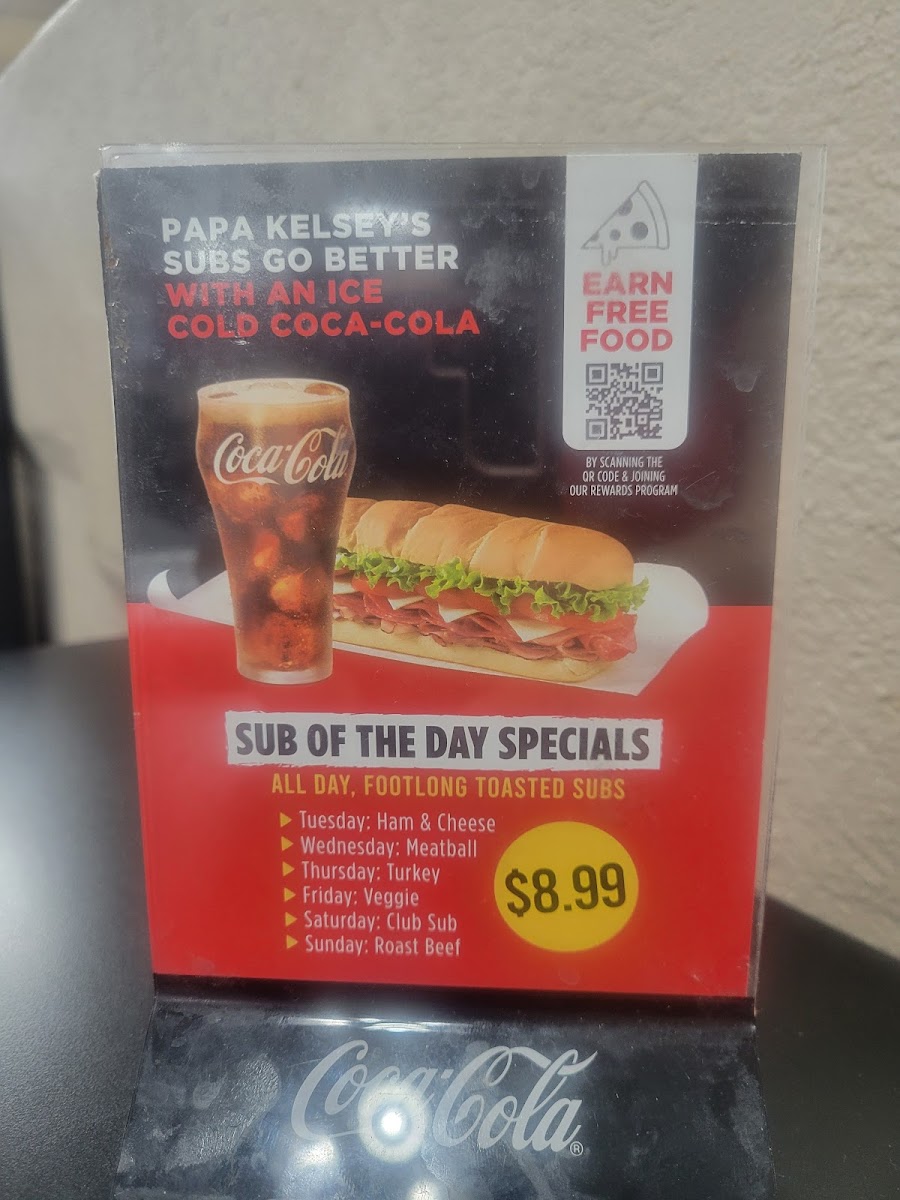 PAPA KELSEY'S
SUBS GO BETTER
WITH AN ICE
COLD COCA-COLA
EARN
FREE
FOOD
BY SCANNING THE
QR CODE & JOINING
OUR REWARDS PROGRAM
Coca-Cola
SUB OF THE DAY SPECIALS
ALL DAY, FOOTLONG TOASTED SUBS
Tuesday: Ham & Cheese
Wednesday: Meatball
Thursday: Turkey
Friday: Veggie
Saturday: Club Sub
Sunday: Roast Beef
$8.99
Coca-Cola®